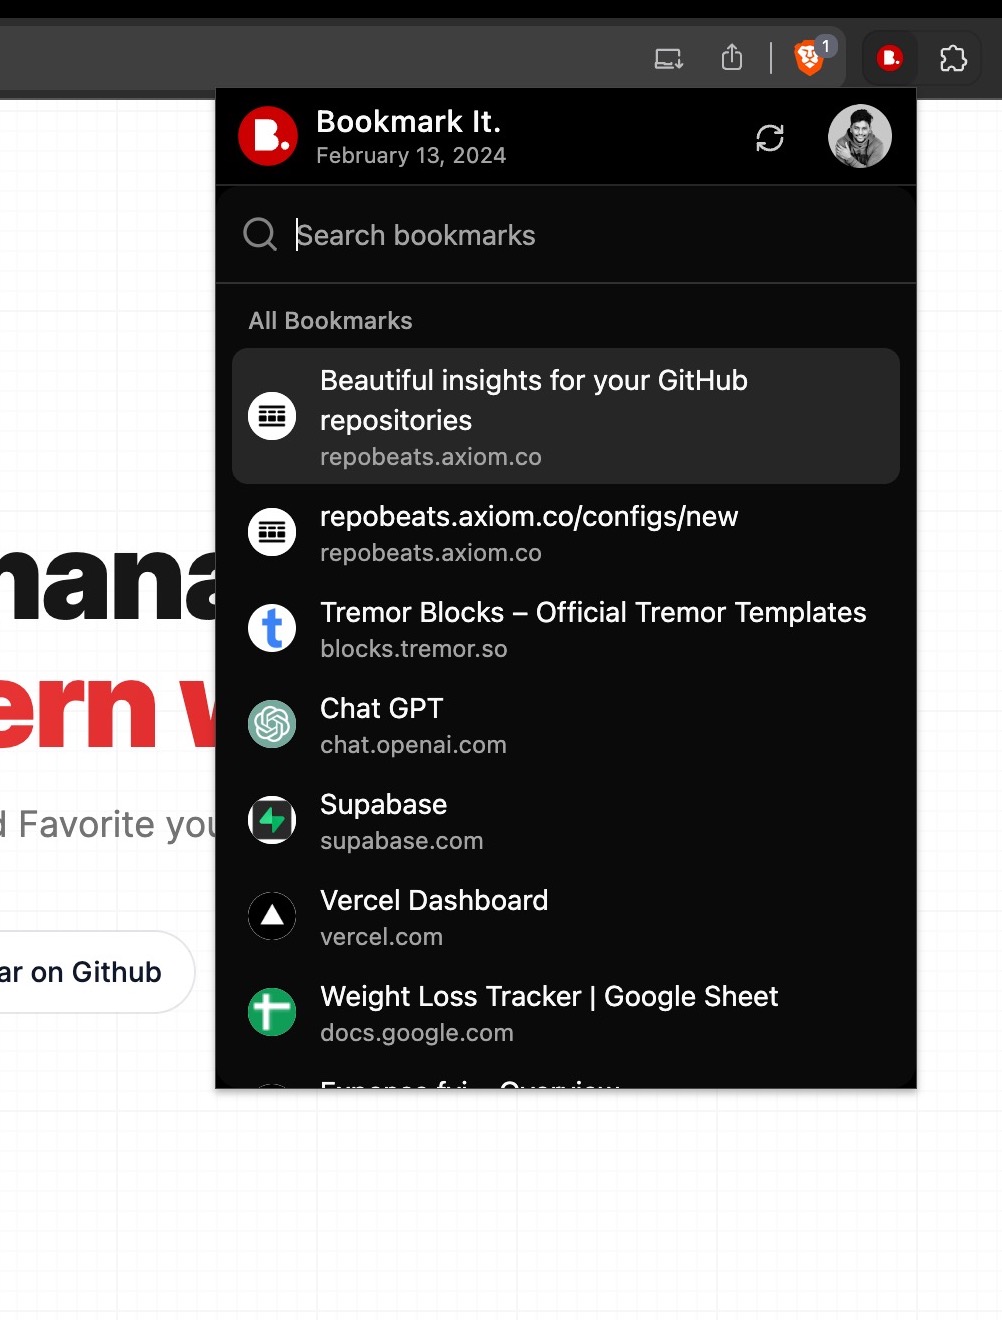 1
B.
B.
Bookmark It.
February 13, 2024
Search bookmarks
All Bookmarks
Beautiful insights for your GitHub
repositories
repobeats.axiom.co
repobeats.axiom.co/configs/new
repobeats.axiom.co
t
Tremor Blocks – Official Tremor Templates
blocks.tremor.so
Chat GPT
chat.openai.com
Supabase
supabase.com
Vercel Dashboard
vercel.com
Weight Loss Tracker | Google Sheet
docs.google.com
Expense.fyi – Overview
nana
ern
d Favorite you
ar on Github